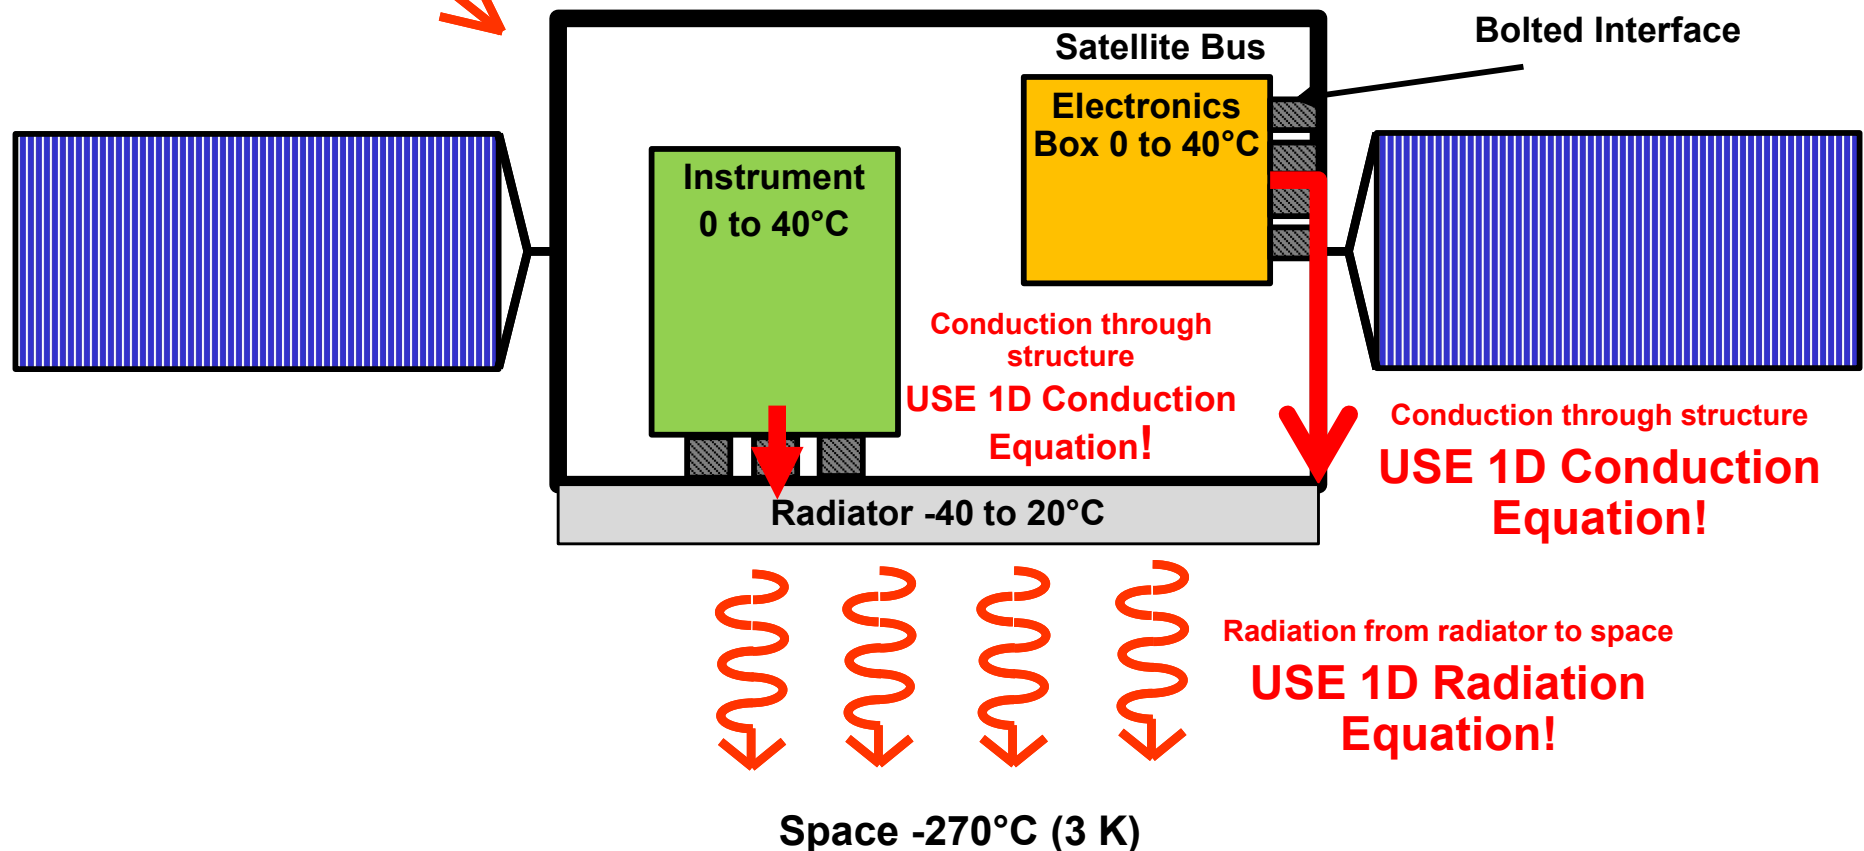 Bolted Interface
Satellite Bus
Electronics
Box 0 to 40°C
Instrument
0 to 40°C
Conduction through
structure
USE 1D Conduction
Equation!
Conduction through structure
USE 1D Conduction
Equation!
Radiator -40 to 20°C
Radiation from radiator to space
USE 1D Radiation
Equation!
Space -270°C (3 K)